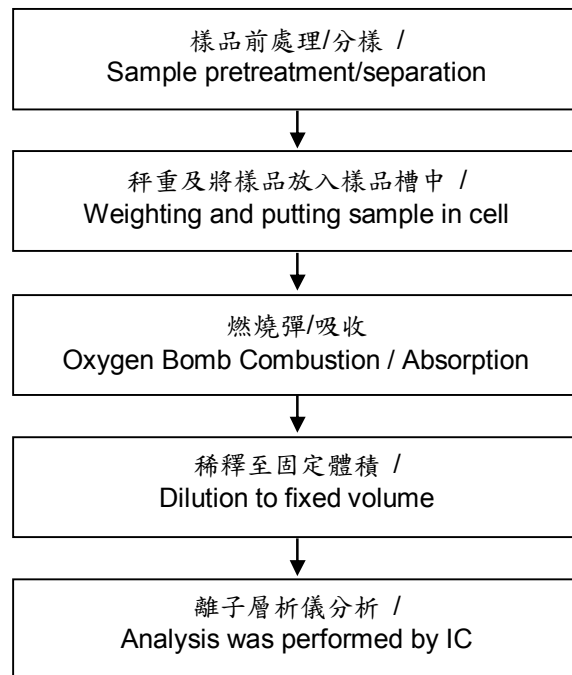 樣品前處理/分樣 /
Sample pretreatment/separation
秤重及將樣品放入樣品槽中 /
Weighting and putting sample in cell
燃燒彈/吸收
Oxygen Bomb Combustion / Absorption
稀釋至固定體積 /
Dilution to fixed volume
離子層析儀分析 /
Analysis was performed by IC